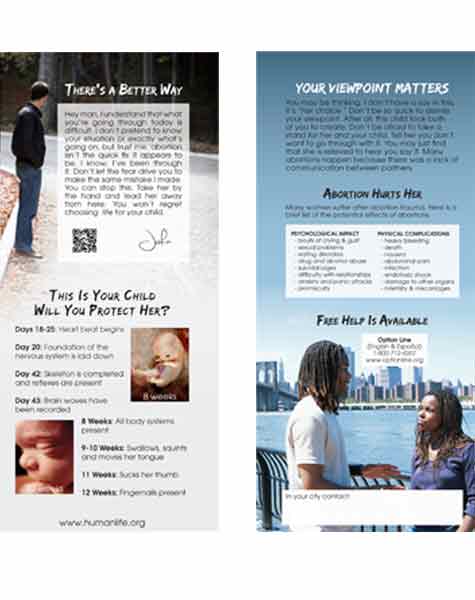 THERE'S A BETTER WAY
Hey man, I understand that what
you're going through today is
difficult. I don't pretend to know
your situation or exactly what's
going on, but trust me, abortion
isn't the quick fix it appears to
be. I know. I've been through
it. Don't let the fear drive you to
make the same mistake I made.
You can stop this. Take her by
the hand and lead her away
from here. You won't regret
choosing life for your child.
John
THIS IS YOUR CHILD
WILL YOU PROTECT HER?
Days 18-25: Heart beat begins
Day 20: Foundation of the
nervous system is laid down
Day 42: Skeleton is completed
and reflexes are present
Day 43: Brain waves have
been recorded
8 weeks
8 Weeks: All body systems
present
9-10 Weeks: Swallows, squints
and moves her tongue
11 Weeks: Sucks her thumb
12 Weeks: Fingernails present
www.humanlife.org
YOUR VIEWPOINT MATTERS
You may be thinking, I don't have a say in this,
it's "her choice." Don't be so quick to dismiss
your viewpoint. After all, this child took both
of you to create. Don't be afraid to take a
stand for her and your child. Tell her you don't
want to go through with it. You may just find
that she is relieved to hear you say it. Many
abortions happen because there was a lack of
communication between partners.
ABORTION HURTS HER
Many women suffer after abortion trauma. Here is a
brief list of the potential effects of abortions.
PSYCHOLOGICAL IMPACT
- bouts of crying & guilt
- sexual problems
- eating disorders
- drug and alcohol abuse
- suicidal urges
- difficulty with relationships
- anxiety and panic attacks
- promiscuity
PHYSICAL COMPLICATIONS
- heavy bleeding
- death
- nausea
- abdominal pain
- infection
- endotoxic shock
- damage to other organs
- infertility & miscarriages
FREE HELP IS AVAILABLE
Option Line
(English & Español)
www.optionline.org
In your city contact: